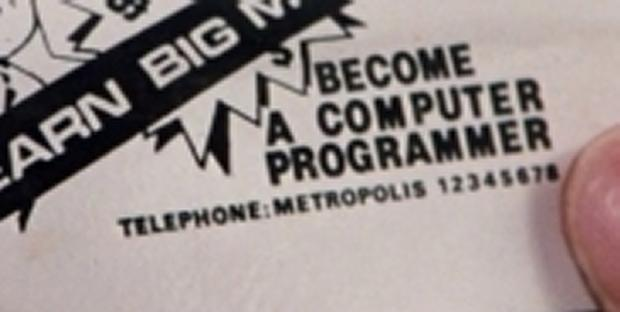 EARN BIG M
BECOME
A COMPUTER
PROGRAMMER
TELEPHONE: METROPOLIS 12345678